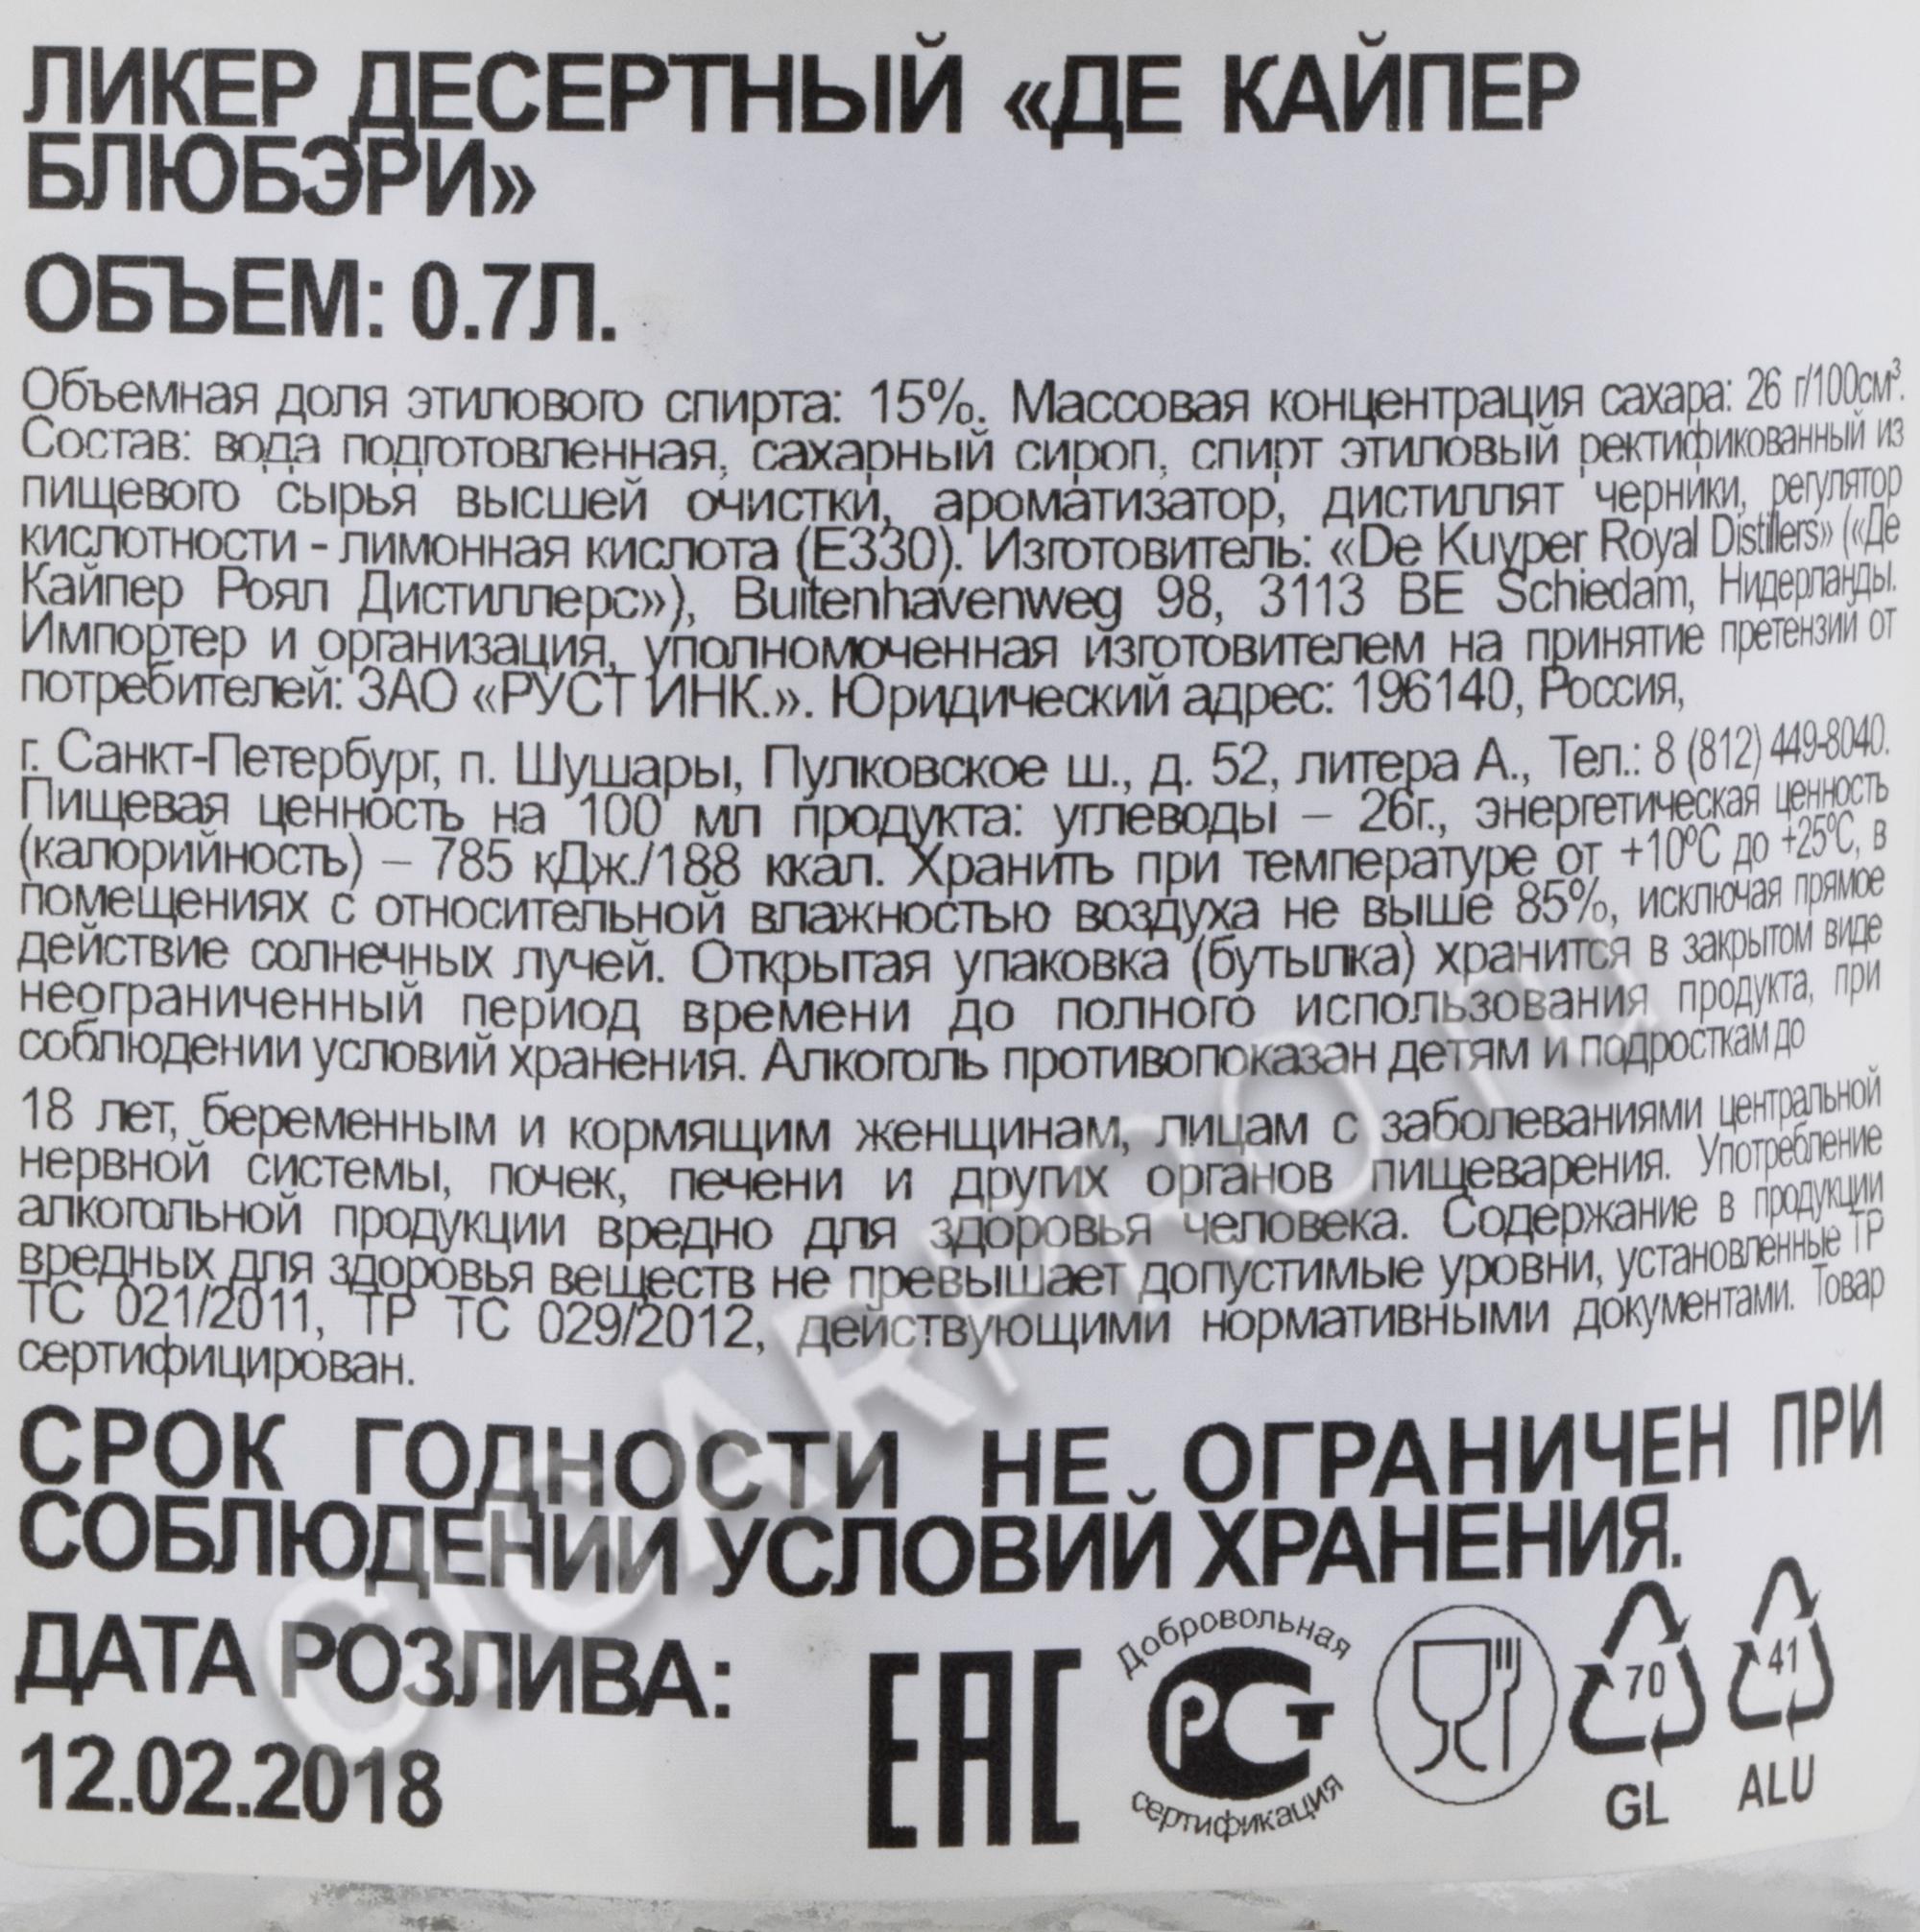 ЛИКЕР ДЕСЕРТНЫЙ «ДЕ КАЙПЕР
БЛЮБЭРИ»
ОБЪЕМ: 0.7Л.
Объемная доля этилового спирта: 15%. Массовая концентрация сахара: 26 г/100см³.
Состав: вода подготовленная, сахарный сироп, спирт этиловый ректификованный из
пищевого сырья высшей очистки, ароматизатор, дистиллят черники, регулятор
кислотности - лимонная кислота (Е330). Изготовитель: «De Kuyper Royal Distillers» («Де
Кайпер Роял Дистиллерс»), Buitenhavenweg 98, 3113 BE Schiedam, Нидерланды.
Импортер и организация, уполномоченная изготовителем на принятие претензий от
потребителей: ЗАО «РУСТ ИНК.». Юридический адрес: 196140, Россия,
г. Санкт-Петербург, п. Шушары, Пулковское ш., д. 52, литера А., Тел.: 8 (812) 449-8040.
Пищевая ценность на 100 мл продукта: углеводы – 26г., энергетическая ценность
(калорийность) – 785 кДж./188 ккал. Хранить при температуре от +10°С до +25°С, в
помещениях с относительной влажностью воздуха не выше 85%, исключая прямое
действие солнечных лучей. Открытая упаковка (бутылка) хранится в закрытом виде
неограниченный период времени до полного использования продукта, при
соблюдении условий хранения. Алкоголь противопоказан детям и подросткам до
18 лет, беременным и кормящим женщинам, лицам с заболеваниями центральной
нервной системы, почек, печени и других органов пищеварения. Употребление
алкогольной продукции вредно для здоровья человека. Содержание в продукции
вредных для здоровья веществ не превышает допустимые уровни, установленные ТР
ТС 021/2011, ТР ТС 029/2012, действующими нормативными документами. Товар
сертифицирован.
СРОК ГОДНОСТИ НЕ ОГРАНИЧЕН ПРИ
СОБЛЮДЕНИИ УСЛОВИЙ ХРАНЕНИЯ.
ДАТА РОЗЛИВА:
12.02.2018
EAC
Добровольная
РСТ
сертификация
70
GL
41
ALU
CIGARPRO.ru